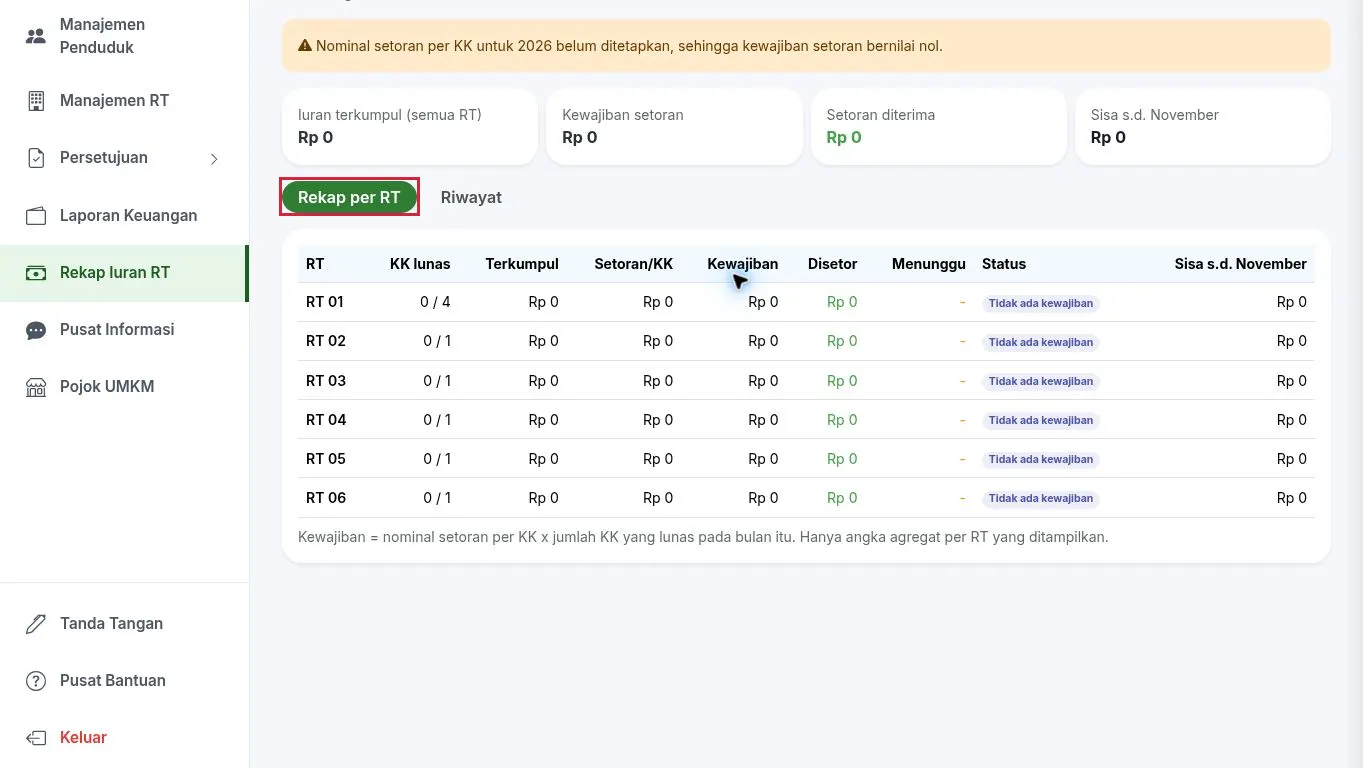 Manajemen
Penduduk
Manajemen RT
Persetujuan
Laporan Keuangan
Rekap Iuran RT
Pusat Informasi
Pojok UMKM
Tanda Tangan
Pusat Bantuan
Keluar
Nominal setoran per KK untuk 2026 belum ditetapkan, sehingga kewajiban setoran bernilai nol.
Iuran terkumpul (semua RT)
Rp 0
Kewajiban setoran
Rp 0
Setoran diterima
Rp 0
Sisa s.d. November
Rp 0
Rekap per RT Riwayat
RT KK lunas Terkumpul Setoran/KK Kewajiban Disetor Menunggu Status Sisa s.d. November
RT 01 0 / 4 Rp 0 Rp 0 Rp 0 Rp 0 - Tidak ada kewajiban Rp 0
RT 02 0 / 1 Rp 0 Rp 0 Rp 0 Rp 0 - Tidak ada kewajiban Rp 0
RT 03 0 / 1 Rp 0 Rp 0 Rp 0 Rp 0 - Tidak ada kewajiban Rp 0
RT 04 0 / 1 Rp 0 Rp 0 Rp 0 Rp 0 - Tidak ada kewajiban Rp 0
RT 05 0 / 1 Rp 0 Rp 0 Rp 0 Rp 0 - Tidak ada kewajiban Rp 0
RT 06 0 / 1 Rp 0 Rp 0 Rp 0 Rp 0 - Tidak ada kewajiban Rp 0
Kewajiban = nominal setoran per KK x jumlah KK yang lunas pada bulan itu. Hanya angka agregat per RT yang ditampilkan.